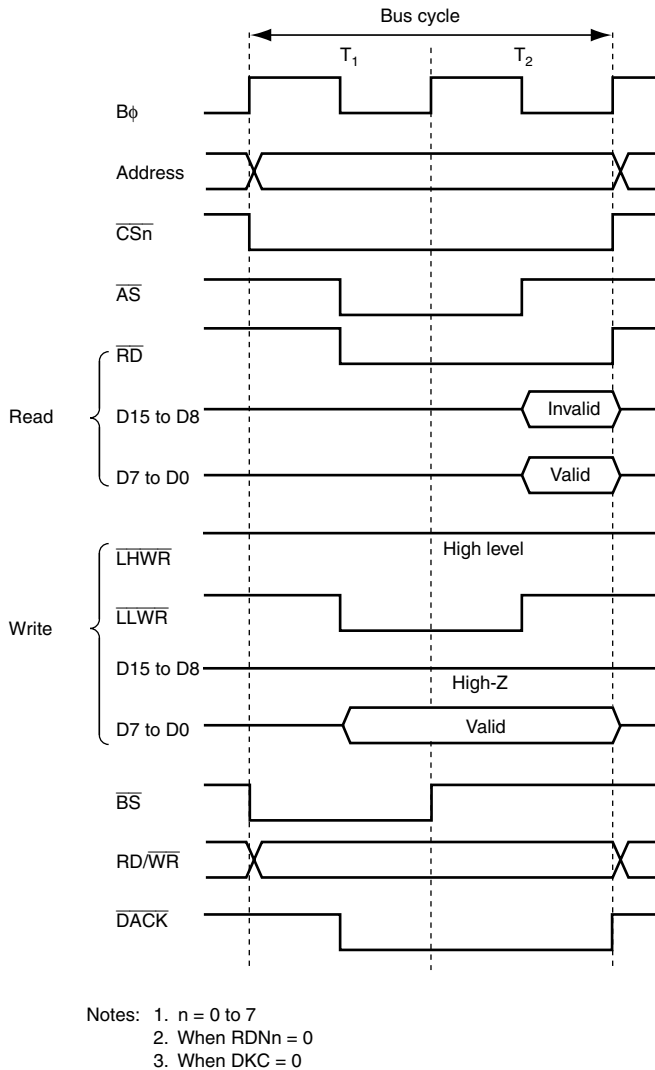 Bus cycle
T1 T2
Bϕ
Address
CSn
AS
RD
Read
D15 to D8
Invalid
D7 to D0
Valid
LHWR
High level
Write
LLWR
D15 to D8
High-Z
D7 to D0
Valid
BS
RD/WR
DACK
Notes: 1. n = 0 to 7
2. When RDNn = 0
3. When DKC = 0